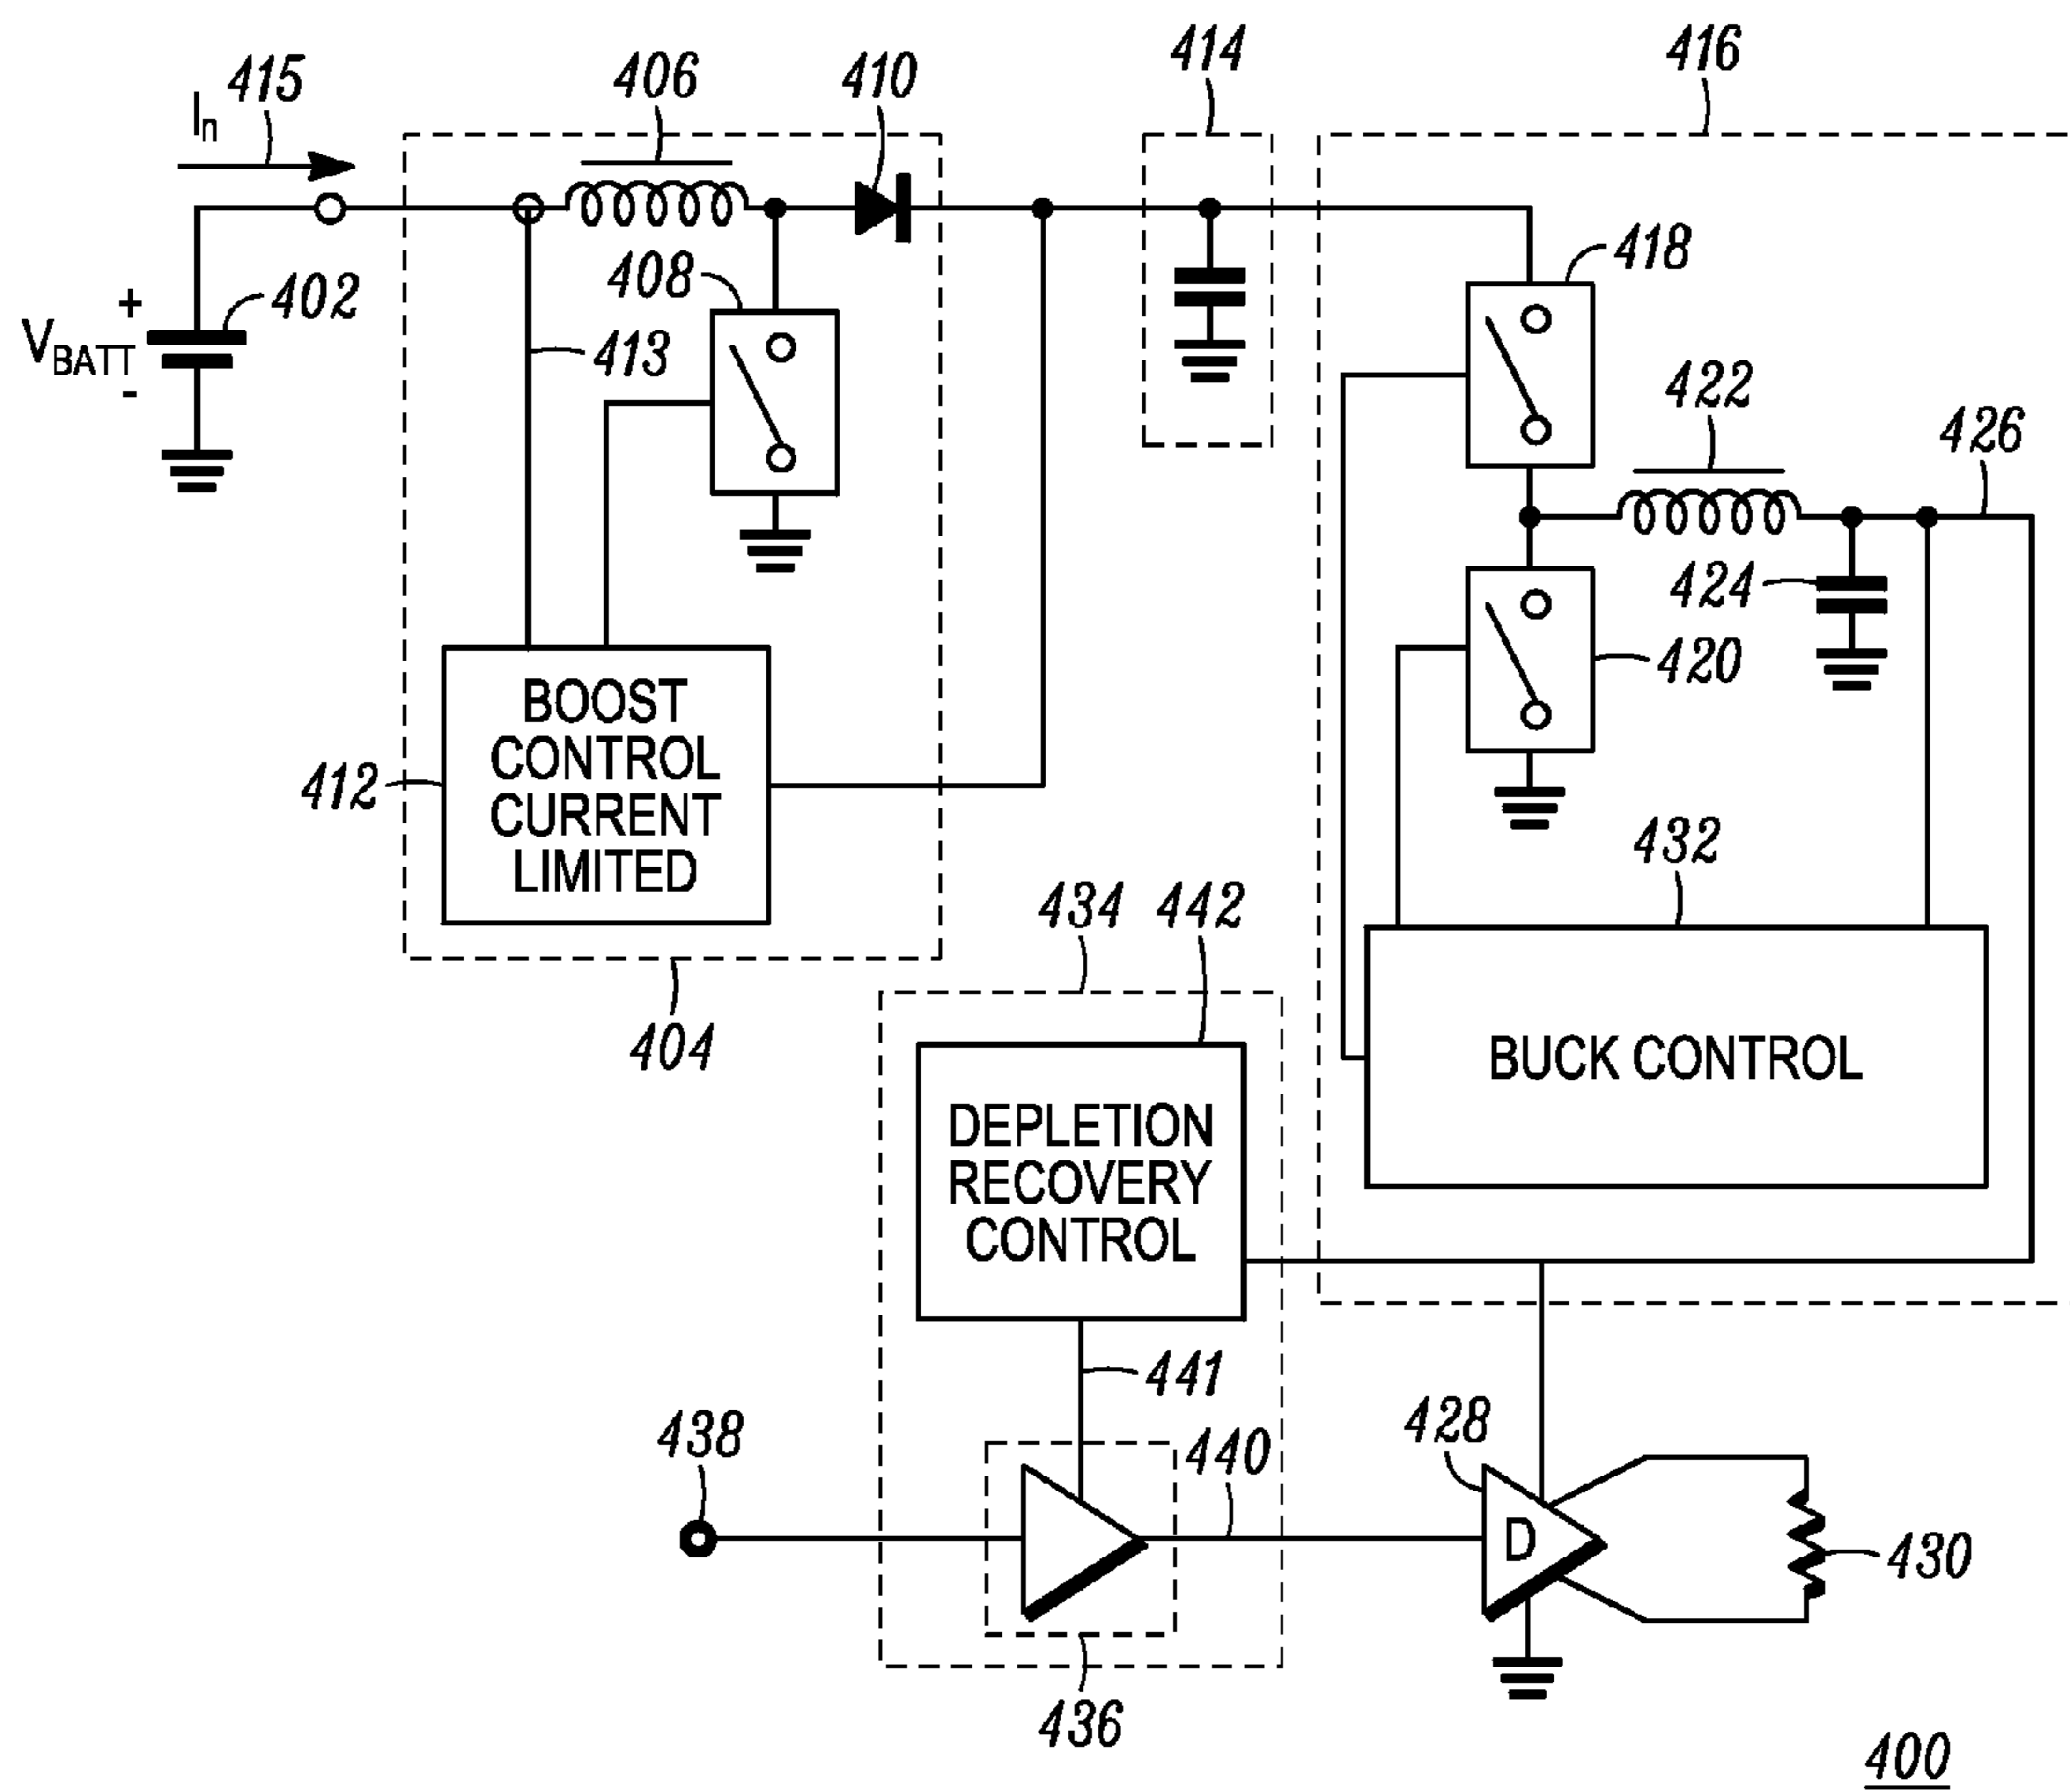 415
406
410
414
416
In
408
418
+
402
VBATT
-
413
422
426
424
420
BOOST
CONTROL
CURRENT
LIMITED
412
432
434
442
404
BUCK CONTROL
DEPLETION
RECOVERY
CONTROL
441
438
440
428
D
430
436
400